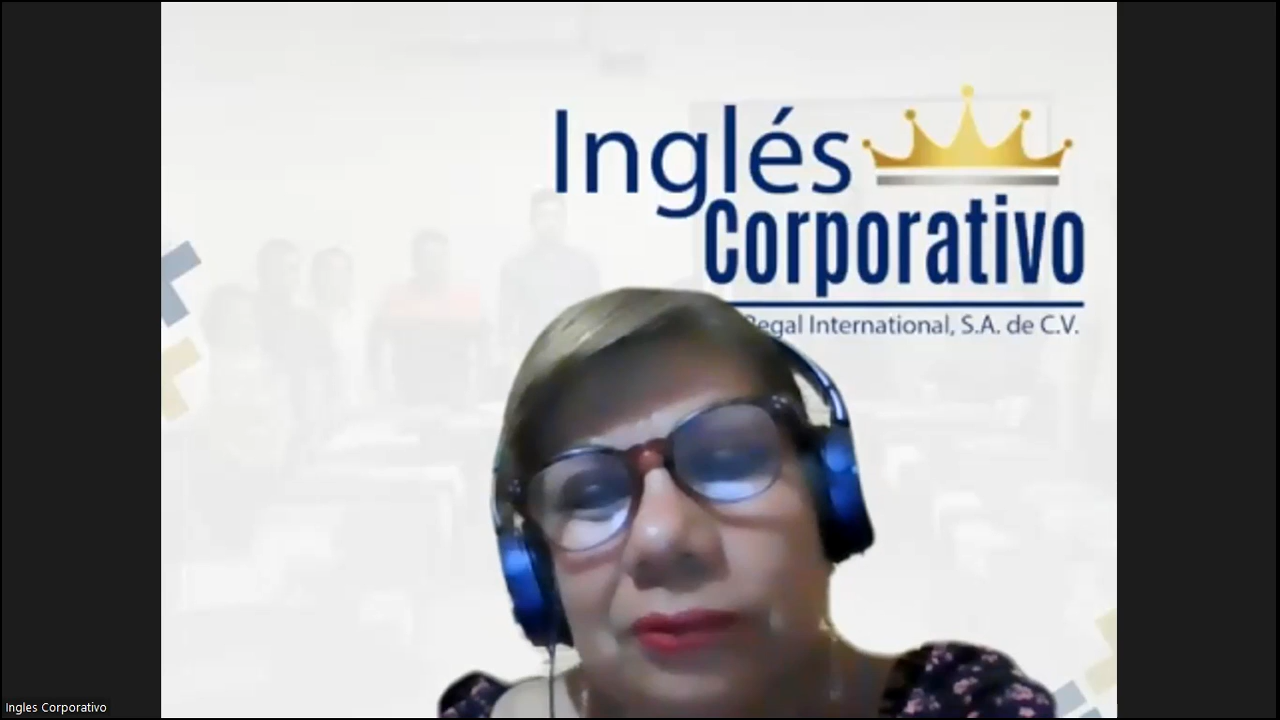 Inglés
Corporativo
Regal International, S.A. de C.V.
Ingles Corporativo